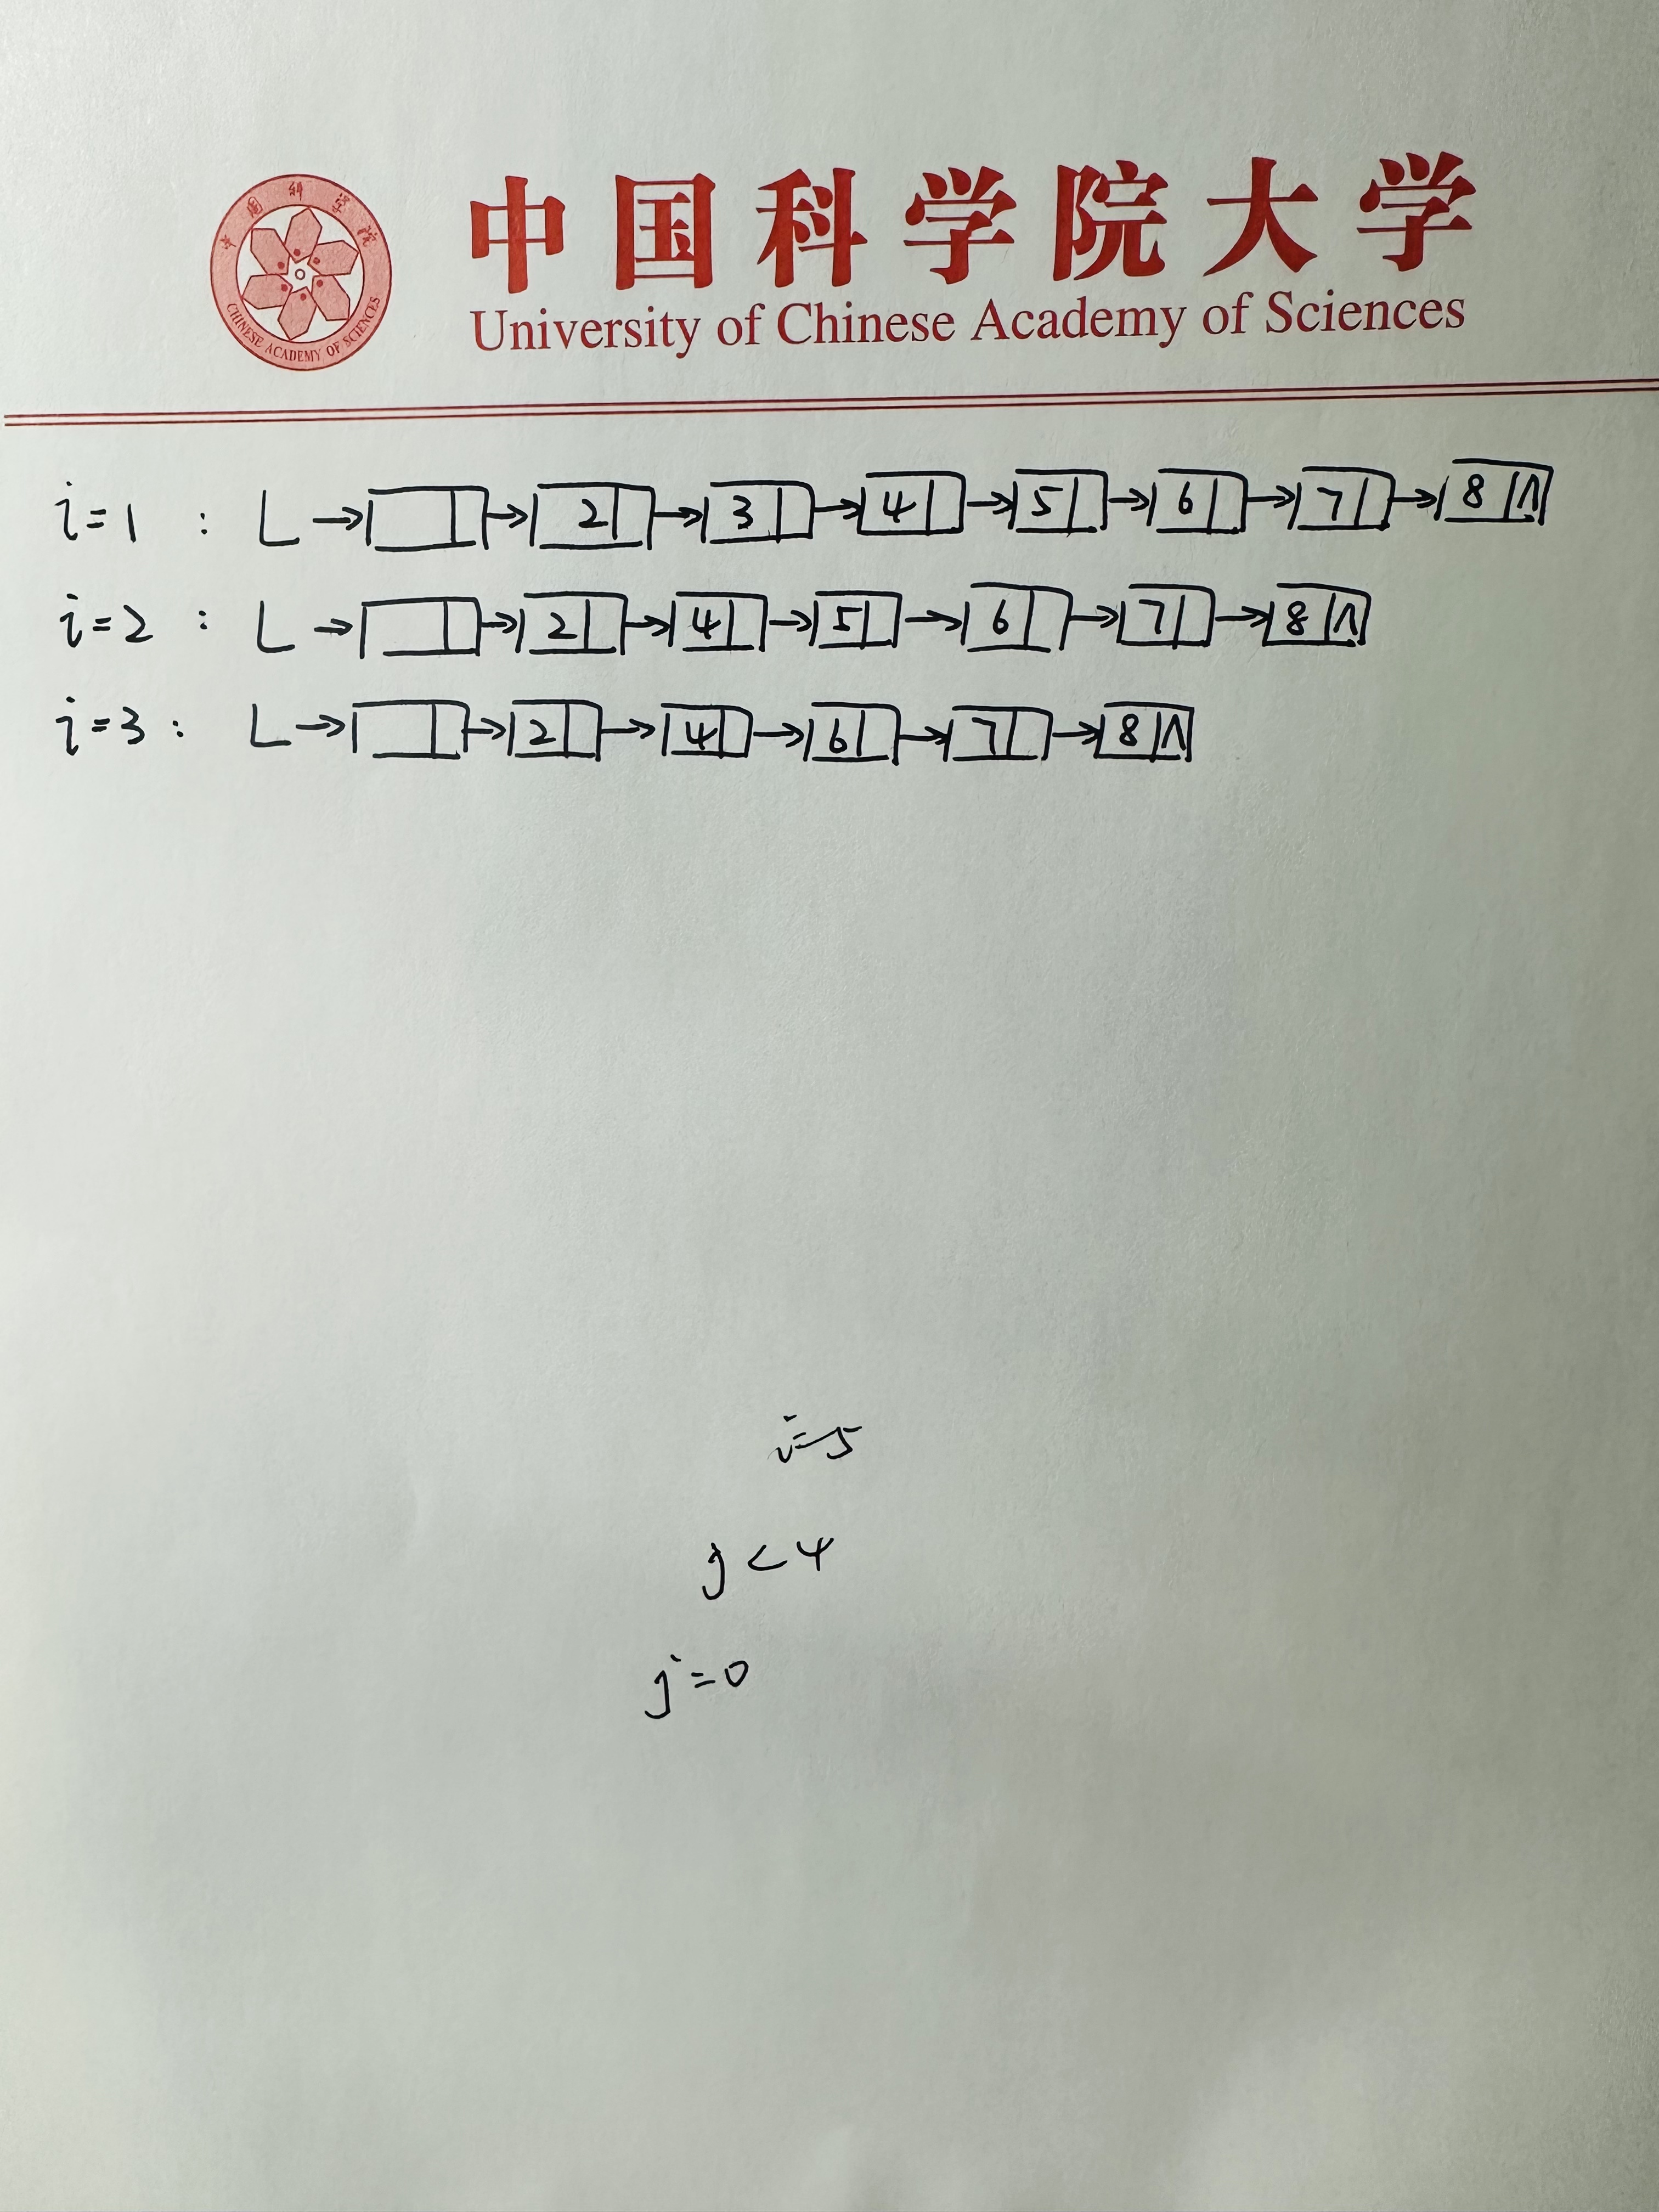 中国科学院大学
University of Chinese Academy of Sciences
中国科学院
CHINESE ACADEMY OF SCIENCES
i=1 : L → [ | ] → [2| ] → [3| ] → [4| ] → [5| ] → [6| ] → [7| ] → [8|Λ]
i=2 : L → [ | ] → [2| ] → [4| ] → [5| ] → [6| ] → [7| ] → [8|Λ]
i=3 : L → [ | ] → [2| ] → [4| ] → [6| ] → [7| ] → [8|Λ]
i=5
j<4
j=0